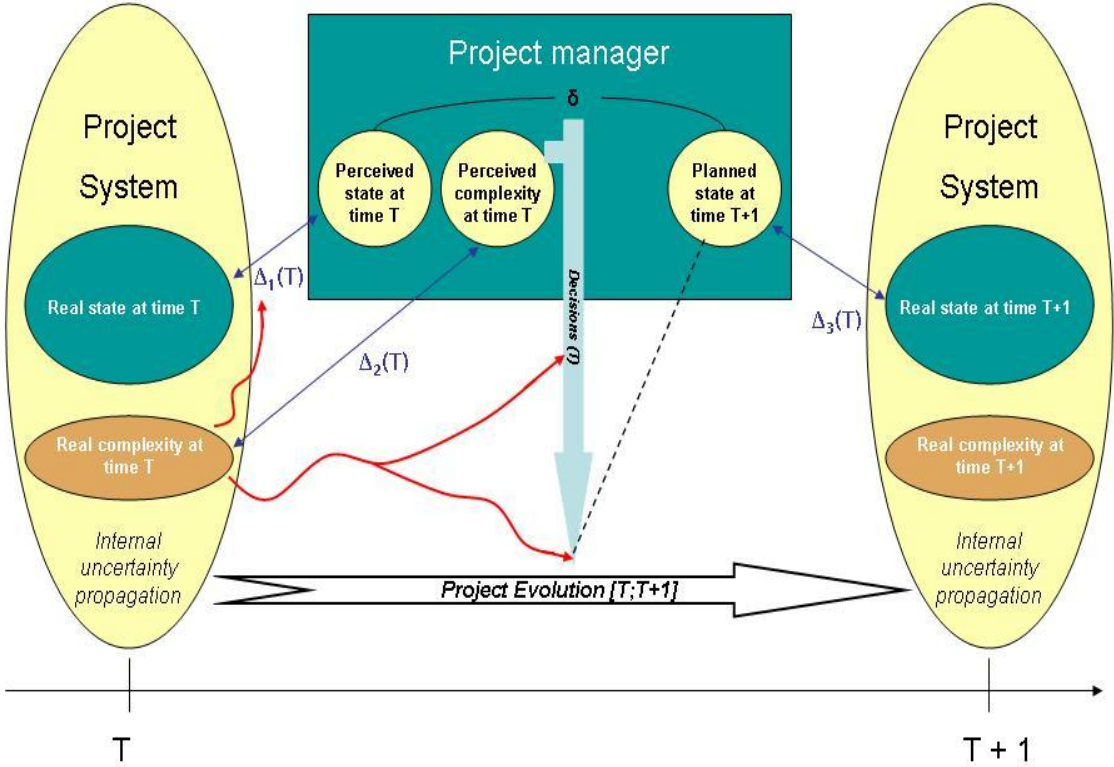 Project manager
δ
Project
System
Perceived
state at
time T
Perceived
complexity at
time T
Planned
state at
time T+1
Project
System
Δ₁(T)
Real state at time T
Decisions (T)
Δ₂(T)
Δ₃(T)
Real state at time T+1
Real complexity at
time T
Real complexity at
time T+1
Internal
uncertainty
propagation
Project Evolution [T;T+1]
Internal
uncertainty
propagation
T
T + 1